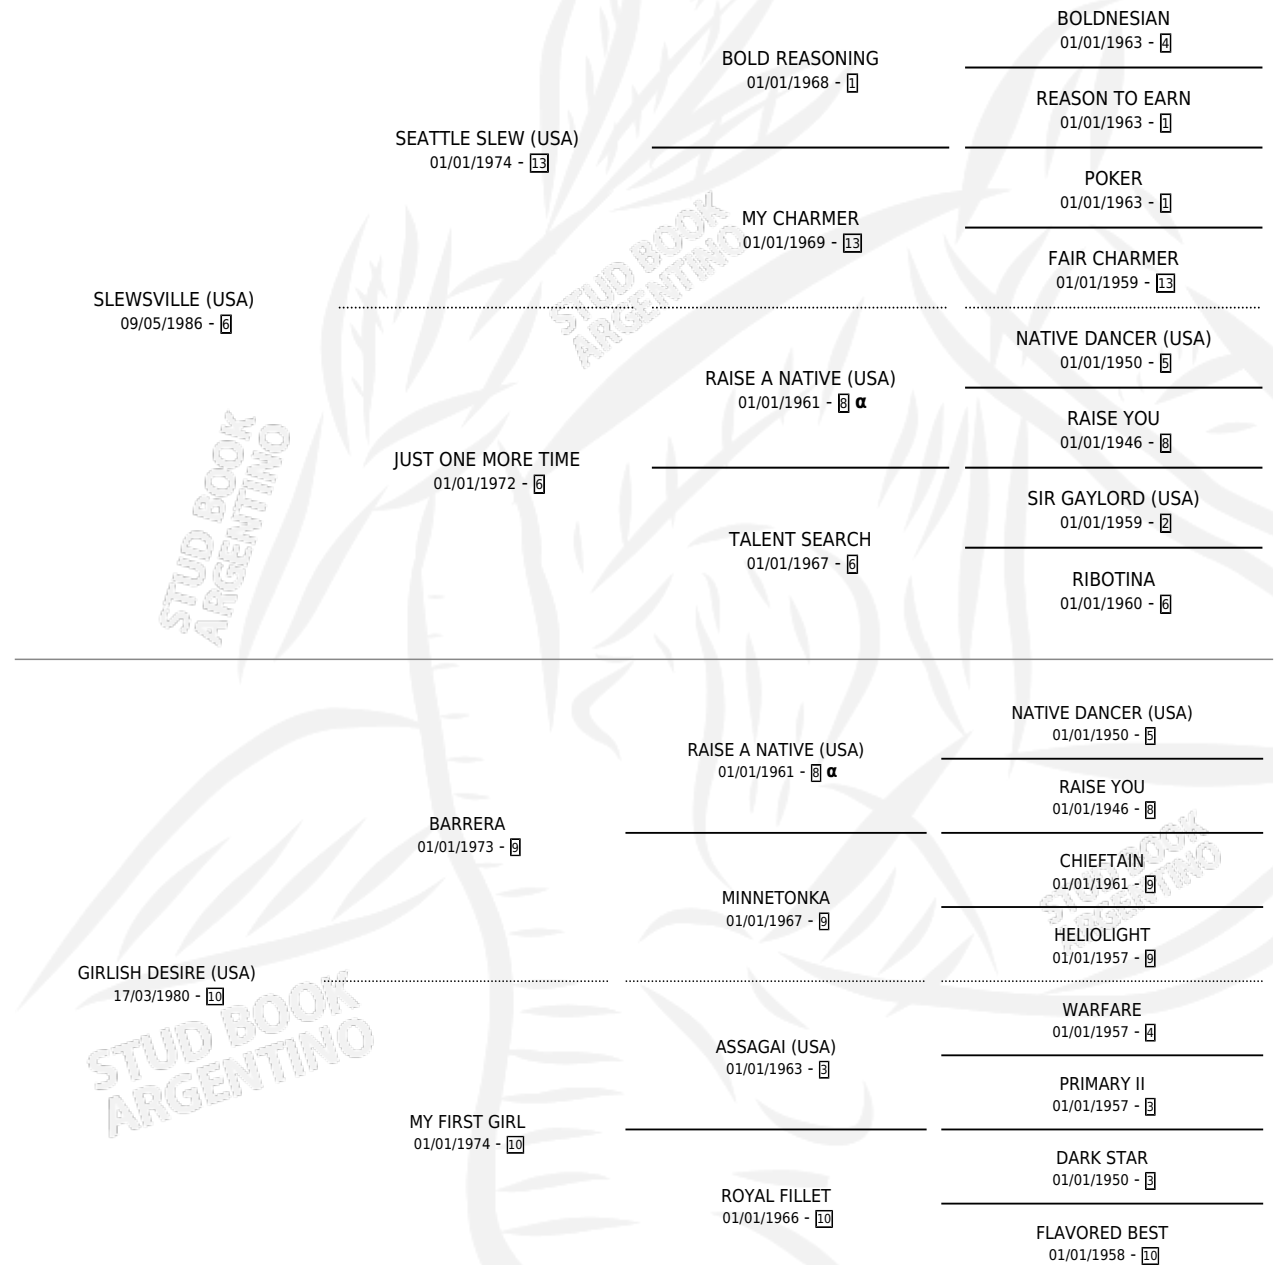 BOLDNESIAN
01/01/1963 - 4
BOLD REASONING
01/01/1968 - 1
REASON TO EARN
01/01/1963 - 1
SEATTLE SLEW (USA)
01/01/1974 - 13
POKER
01/01/1963 - 1
MY CHARMER
01/01/1969 - 13
FAIR CHARMER
01/01/1959 - 13
SLEWSVILLE (USA)
09/05/1986 - 6
NATIVE DANCER (USA)
01/01/1950 - 5
RAISE A NATIVE (USA)
01/01/1961 - 8 α
RAISE YOU
01/01/1946 - 8
JUST ONE MORE TIME
01/01/1972 - 6
SIR GAYLORD (USA)
01/01/1959 - 2
TALENT SEARCH
01/01/1967 - 6
RIBOTINA
01/01/1960 - 6
NATIVE DANCER (USA)
01/01/1950 - 5
RAISE A NATIVE (USA)
01/01/1961 - 8 α
RAISE YOU
01/01/1946 - 8
BARRERA
01/01/1973 - 9
CHIEFTAIN
01/01/1961 - 9
MINNETONKA
01/01/1967 - 9
HELIOLIGHT
01/01/1957 - 9
GIRLISH DESIRE (USA)
17/03/1980 - 10
WARFARE
01/01/1957 - 4
ASSAGAI (USA)
01/01/1963 - 3
PRIMARY II
01/01/1957 - 3
MY FIRST GIRL
01/01/1974 - 10
DARK STAR
01/01/1950 - 3
ROYAL FILLET
01/01/1966 - 10
FLAVORED BEST
01/01/1958 - 10
STUD BOOK
ARGENTINO
STUD BOOK
ARGENTINO
STUD BOOK
ARGENTINO
STUD BOOK
ARGENTINO